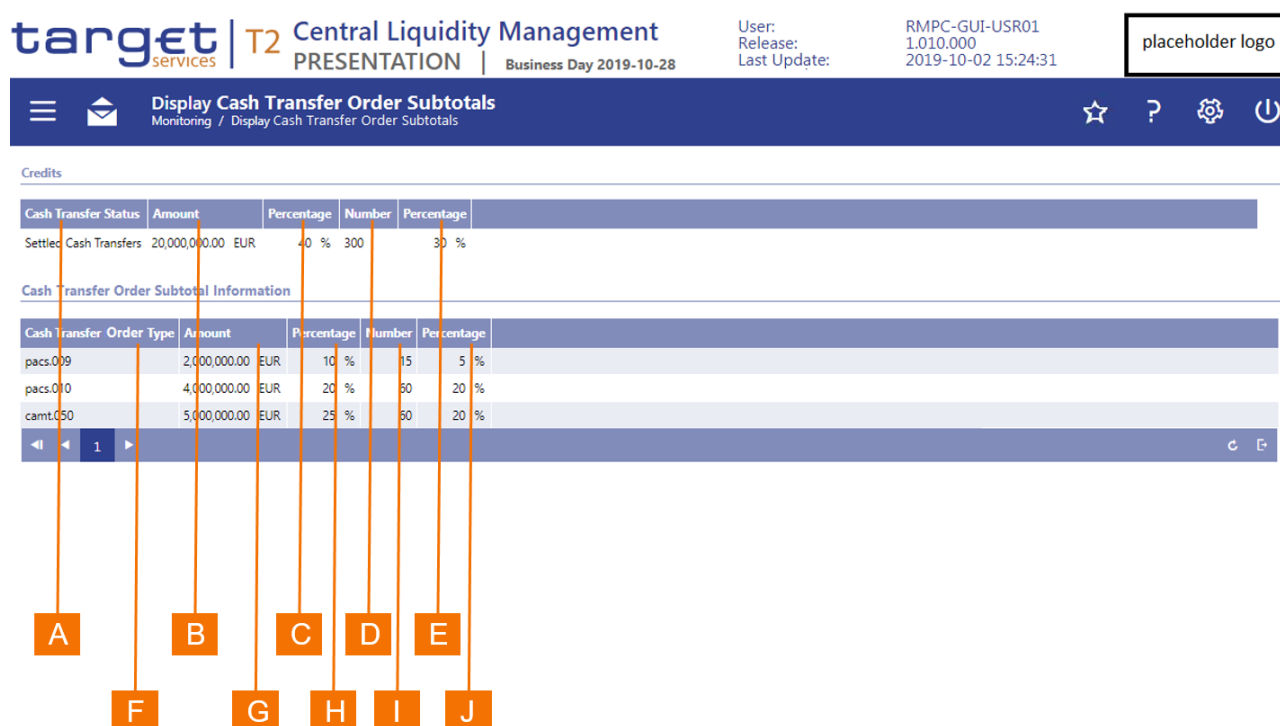 target services | T2 Central Liquidity Management
PRESENTATION | Business Day 2019-10-28
User: RMPC-GUI-USR01
Release: 1.010.000
Last Update: 2019-10-02 15:24:31
placeholder logo
Display Cash Transfer Order Subtotals
Monitoring / Display Cash Transfer Order Subtotals
?
Credits
Cash Transfer Status Amount Percentage Number Percentage
Settled Cash Transfers 20,000,000.00 EUR 40 % 300 30 %
Cash Transfer Order Subtotal Information
Cash Transfer Order Type Amount Percentage Number Percentage
pacs.009 2,000,000.00 EUR 10 % 15 5 %
pacs.010 4,000,000.00 EUR 20 % 60 20 %
camt.050 5,000,000.00 EUR 25 % 60 20 %
1
A B C D E
F G H I J